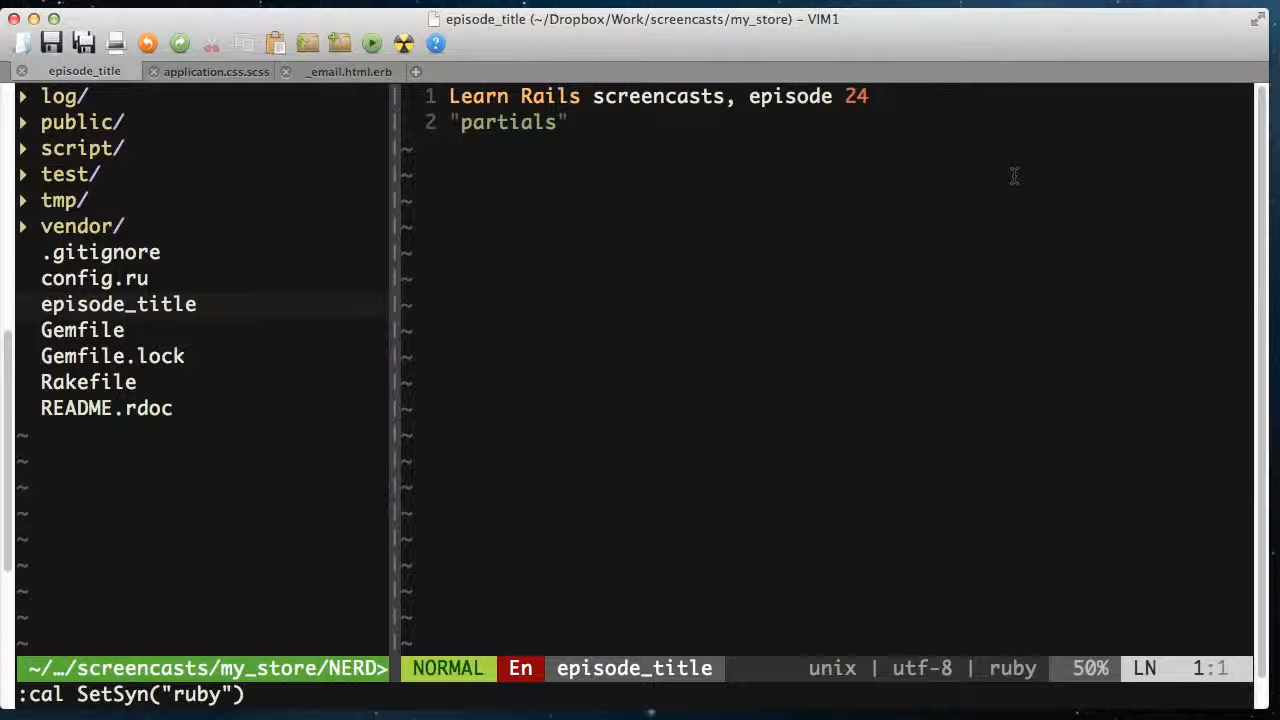 episode_title (~/Dropbox/Work/screencasts/my_store) – VIM1
episode_title
application.css.scss
_email.html.erb
log/
public/
script/
test/
tmp/
vendor/
.gitignore
config.ru
episode_title
Gemfile
Gemfile.lock
Rakefile
README.rdoc
1 Learn Rails screencasts, episode 24
2 "partials"
~/…/screencasts/my_store/NERD>
NORMAL En episode_title unix | utf-8 | ruby 50% LN 1:1
:cal SetSyn("ruby")